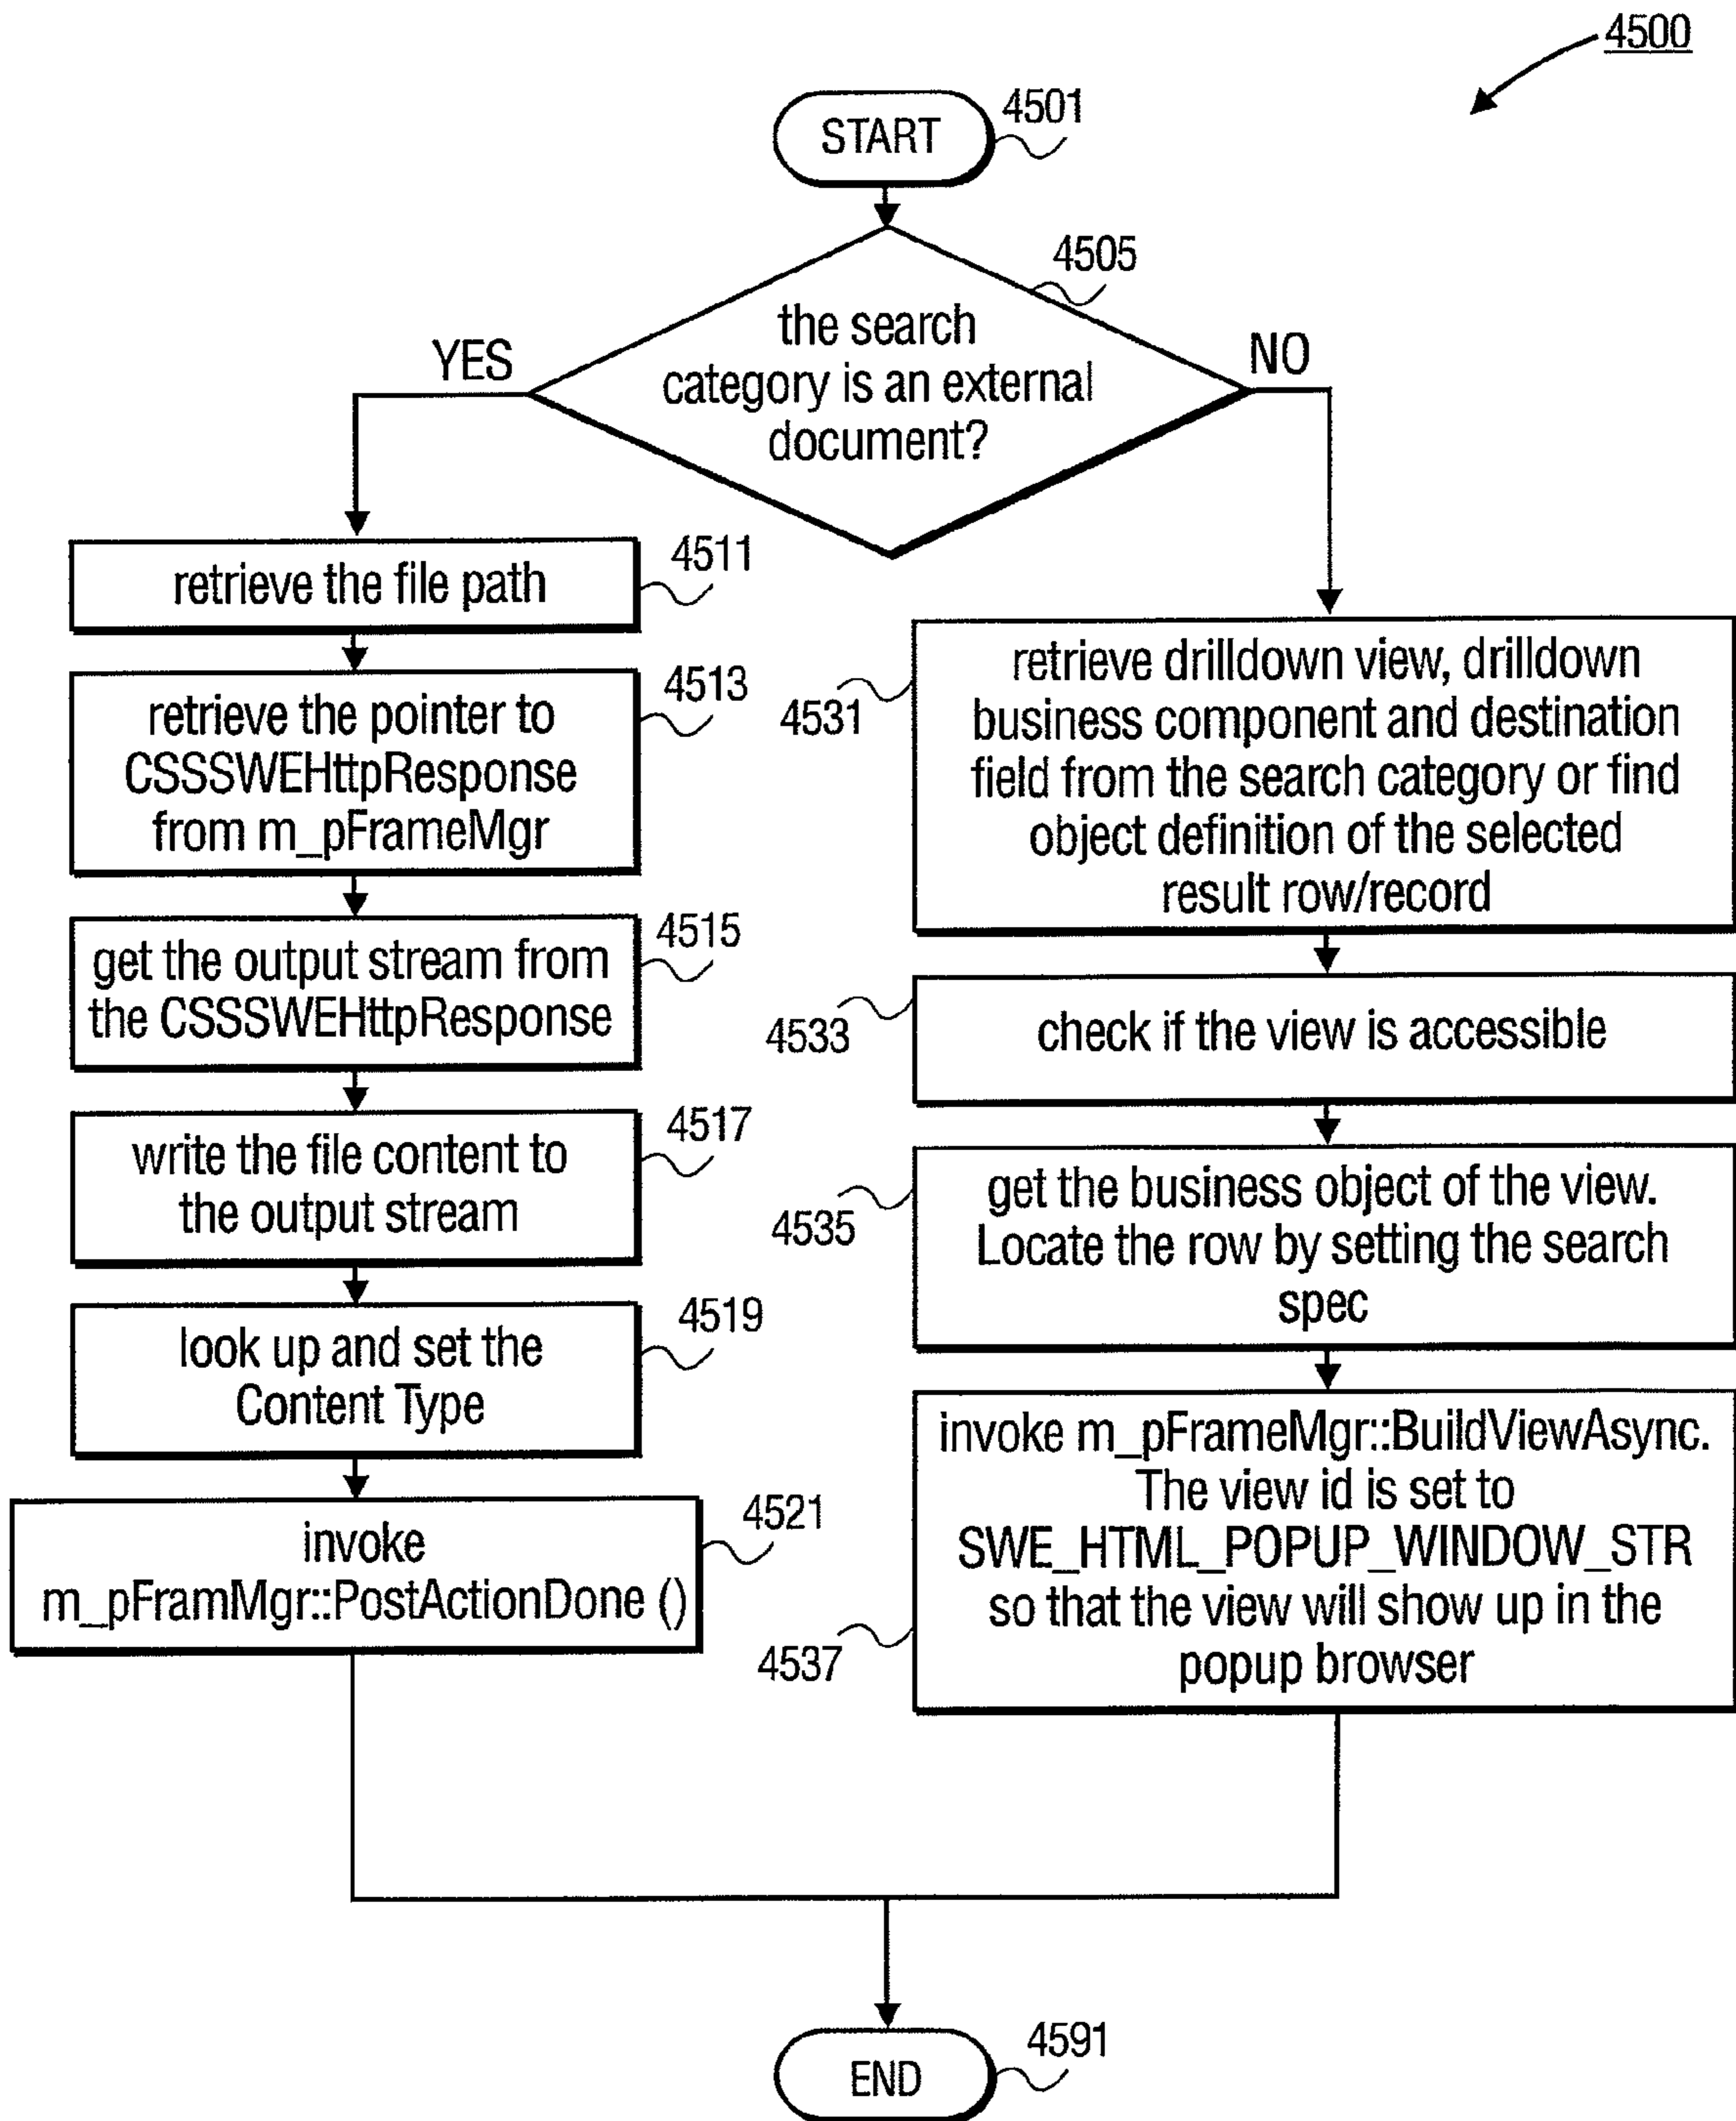 4500
START
4501
4505
the search
category is an external
document?
YES
NO
retrieve the file path
4511
retrieve the pointer to
CSSSWEHttpResponse
from m_pFrameMgr
4513
get the output stream from
the CSSSWEHttpResponse
4515
write the file content to
the output stream
4517
look up and set the
Content Type
4519
invoke
m_pFramMgr::PostActionDone ()
4521
4531
retrieve drilldown view, drilldown
business component and destination
field from the search category or find
object definition of the selected
result row/record
4533
check if the view is accessible
4535
get the business object of the view.
Locate the row by setting the search
spec
4537
invoke m_pFrameMgr::BuildViewAsync.
The view id is set to
SWE_HTML_POPUP_WINDOW_STR
so that the view will show up in the
popup browser
END
4591